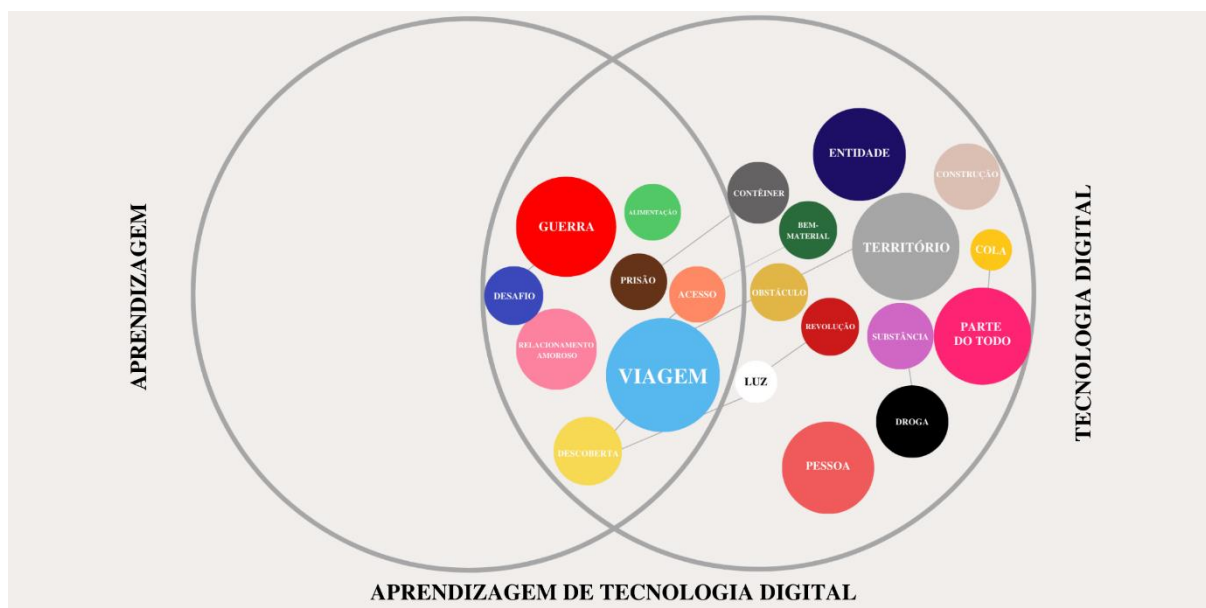 APRENDIZAGEM
ENTIDADE
CONSTRUÇÃO
CONTÊINER
ALIMENTAÇÃO
GUERRA
BEM-
MATERIAL
TERRITÓRIO
COLA
PRISÃO
ACESSO
OBSTÁCULO
DESAFIO
REVOLUÇÃO
SUBSTÂNCIA
PARTE
DO TODO
RELACIONAMENTO
AMOROSO
VIAGEM
LUZ
DROGA
DESCOBERTA
PESSOA
TECNOLOGIA DIGITAL
APRENDIZAGEM DE TECNOLOGIA DIGITAL